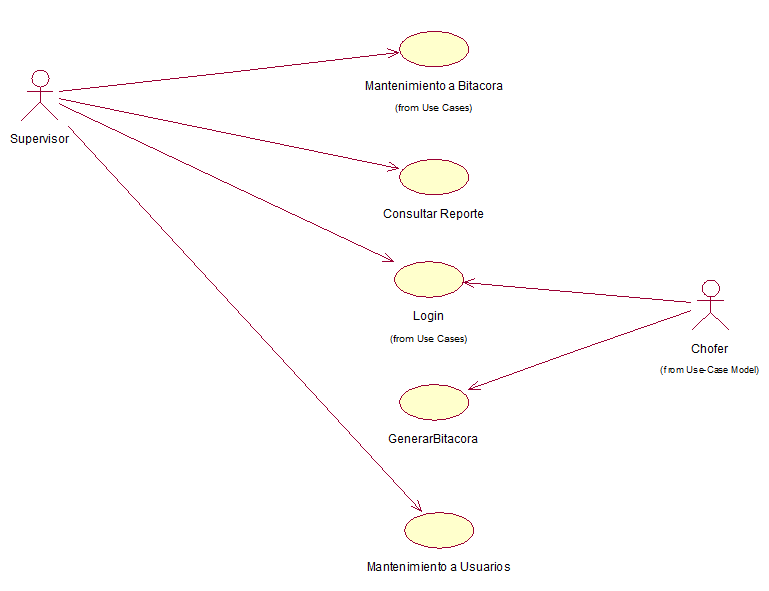 Mantenimiento a Bitacora
(from Use Cases)
Supervisor
Consultar Reporte
Login
(from Use Cases)
Chofer
(from Use-Case Model)
GenerarBitacora
Mantenimiento a Usuarios